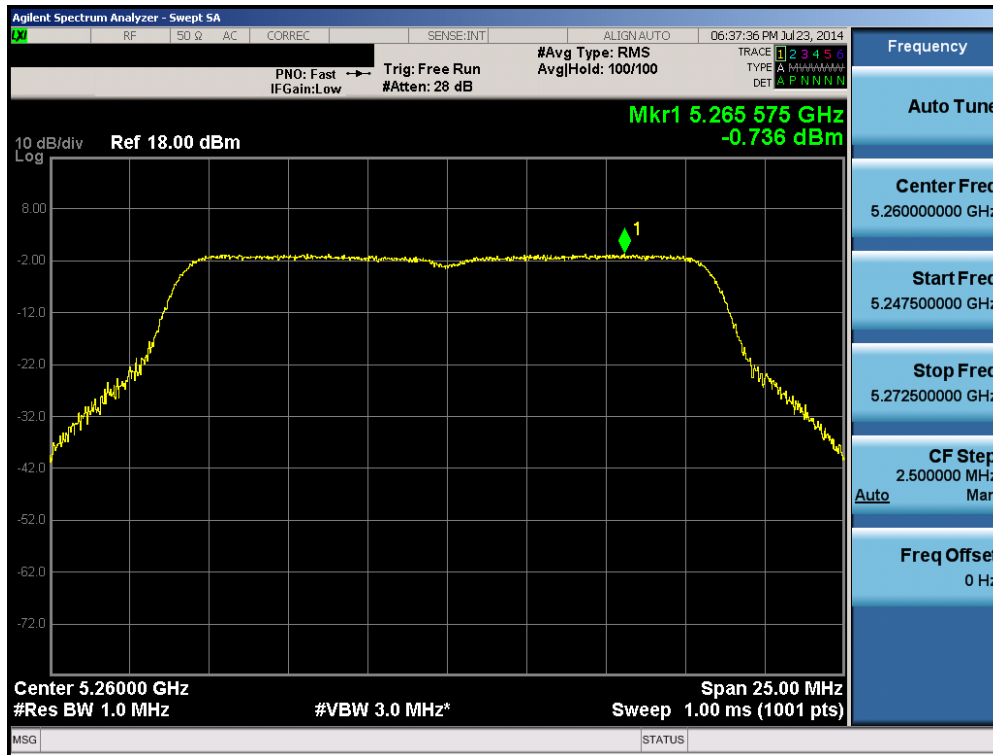 Agilent Spectrum Analyzer - Swept SA
LXI RF 50 Ω AC CORREC SENSE:INT ALIGN AUTO 06:37:36 PM Jul 23, 2014
PNO: Fast
IFGain:Low
Trig: Free Run
#Atten: 28 dB
#Avg Type: RMS
Avg|Hold: 100/100
TRACE 1 2 3 4 5 6
TYPE A
DET A P N N N N
Mkr1 5.265 575 GHz
-0.736 dBm
10 dB/div Ref 18.00 dBm
Log
8.00
-2.00
-12.0
-22.0
-32.0
-42.0
-52.0
-62.0
-72.0
1
Center 5.26000 GHz Span 25.00 MHz
#Res BW 1.0 MHz #VBW 3.0 MHz* Sweep 1.00 ms (1001 pts)
MSG STATUS
Frequency
Auto Tune
Center Freq
5.260000000 GHz
Start Freq
5.247500000 GHz
Stop Freq
5.272500000 GHz
CF Step
2.500000 MHz
Auto Man
Freq Offset
0 Hz